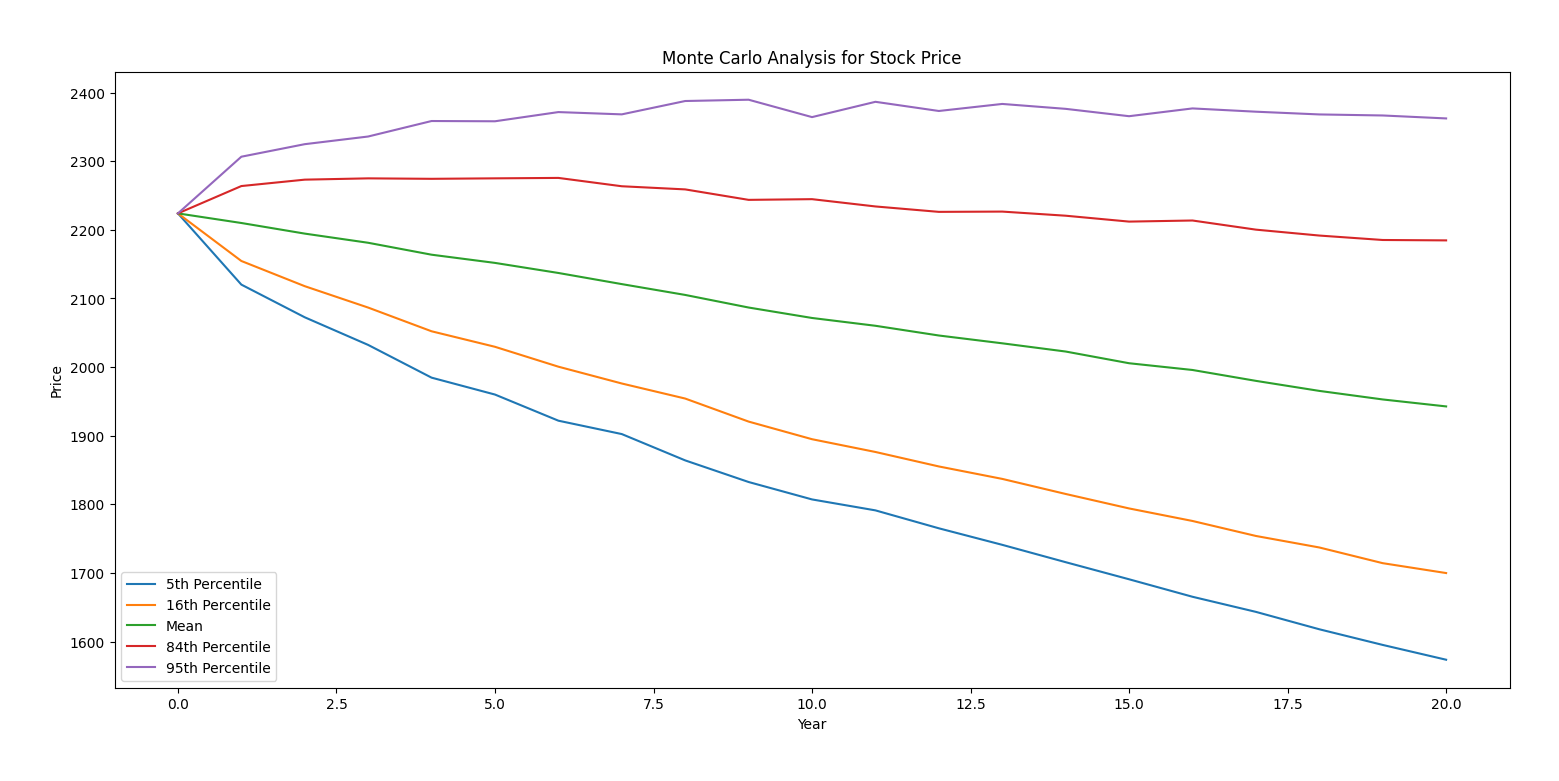 Monte Carlo Analysis for Stock Price
Price
2400
2300
2200
2100
2000
1900
1800
1700
1600
5th Percentile
16th Percentile
Mean
84th Percentile
95th Percentile
0.0 2.5 5.0 7.5 10.0 12.5 15.0 17.5 20.0
Year